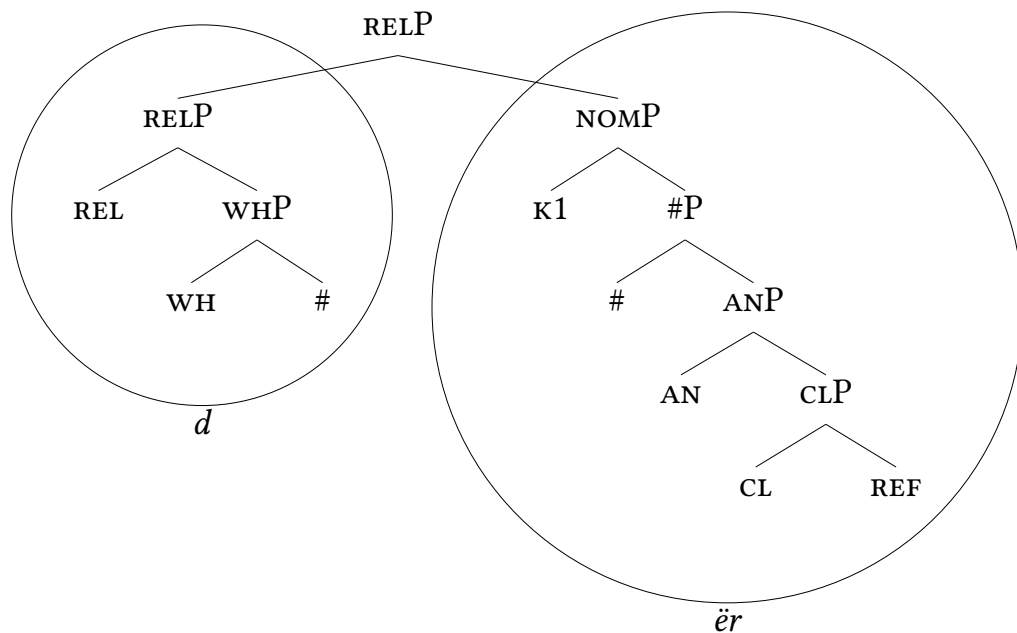 RELP
RELP NOMP
REL WHP K1 #P
WH # # ANP
AN CLP
d
CL REF
ër